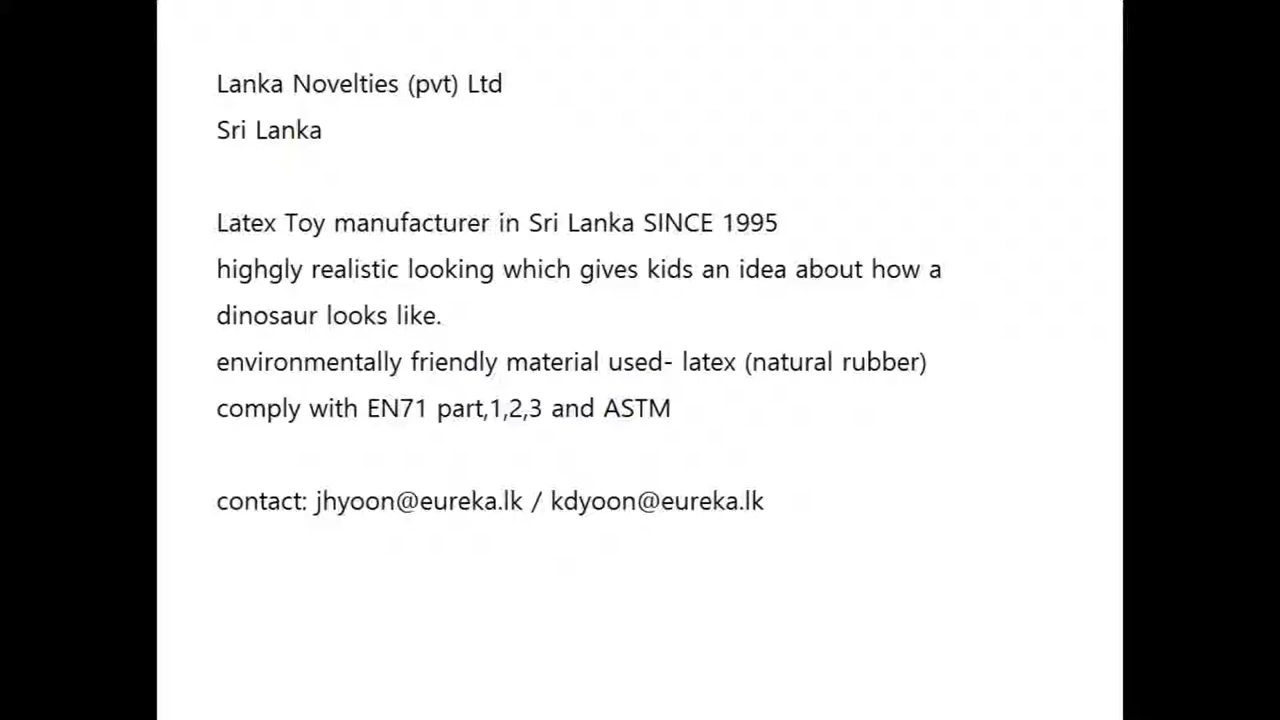 Lanka Novelties (pvt) Ltd
Sri Lanka
Latex Toy manufacturer in Sri Lanka SINCE 1995
highgly realistic looking which gives kids an idea about how a
dinosaur looks like.
environmentally friendly material used- latex (natural rubber)
comply with EN71 part,1,2,3 and ASTM
contact: jhyoon@eureka.lk / kdyoon@eureka.lk